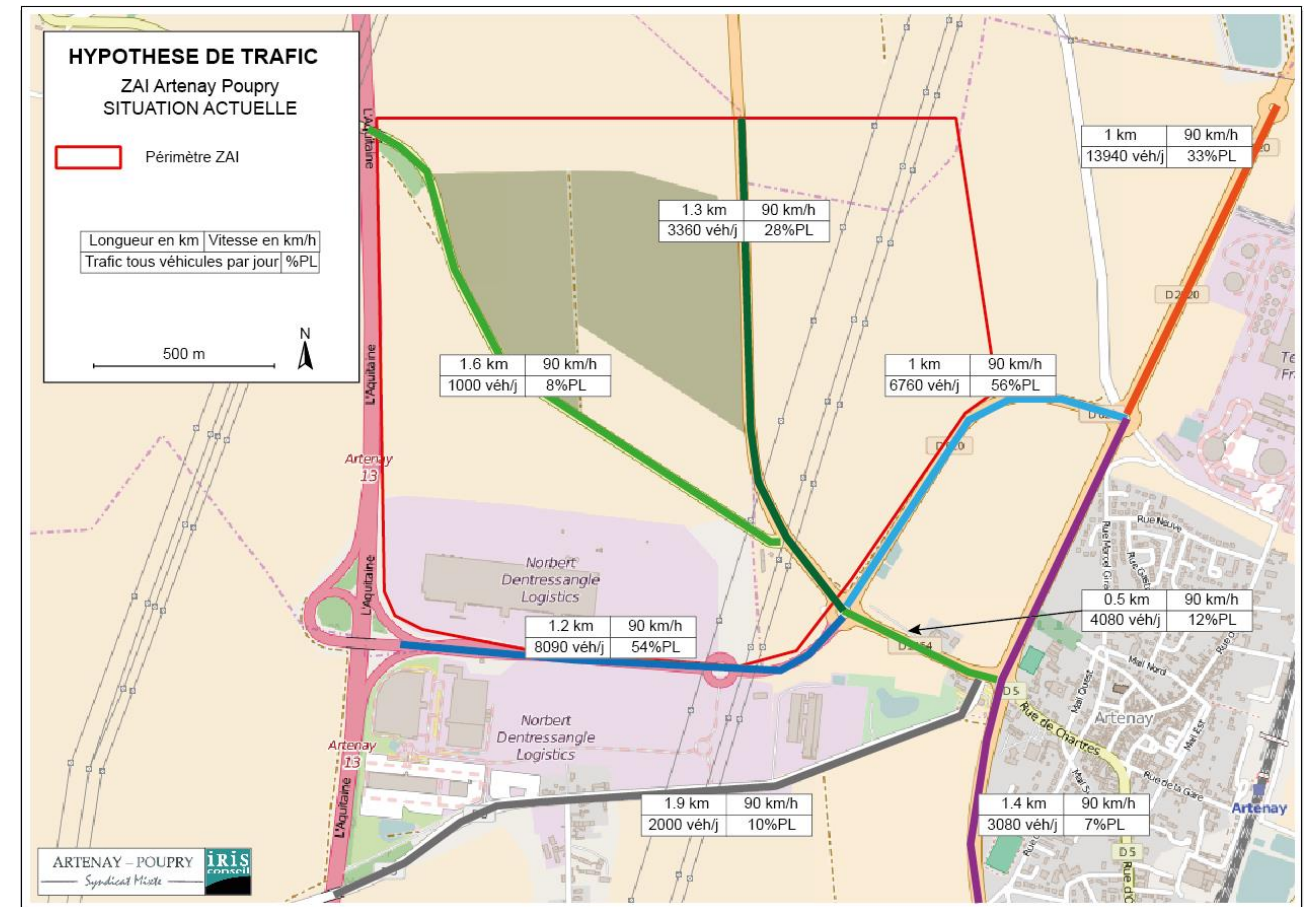 HYPOTHESE DE TRAFIC
ZAI Artenay Poupry
SITUATION ACTUELLE
Périmètre ZAI
Longueur en km Vitesse en km/h
Trafic tous véhicules par jour %PL
N
500 m
L'Aquitaine
1 km 90 km/h
13940 véh/j 33%PL
20
1.3 km 90 km/h
3360 véh/j 28%PL
L'Aquitaine
1.6 km 90 km/h
1000 véh/j 8%PL
1 km 90 km/h
6760 véh/j 56%PL
Artenay
13
Rue Neuve
Norbert
Dentressangle
Logistics
L'Aquitaine
0.5 km 90 km/h
4080 véh/j 12%PL
1.2 km 90 km/h
8090 véh/j 54%PL
Mail Nord
Mail Ouest
D 5
Rue de Chartres
Artenay
Mail Est
Norbert
Dentressangle
Logistics
Artenay
13
Rue de la Gare
L'Aquitaine
1.9 km 90 km/h
2000 véh/j 10%PL
1.4 km 90 km/h
3080 véh/j 7%PL
Artenay
D 5
ARTENAY – POUPRY
Syndicat Mixte
iRiS
conseil